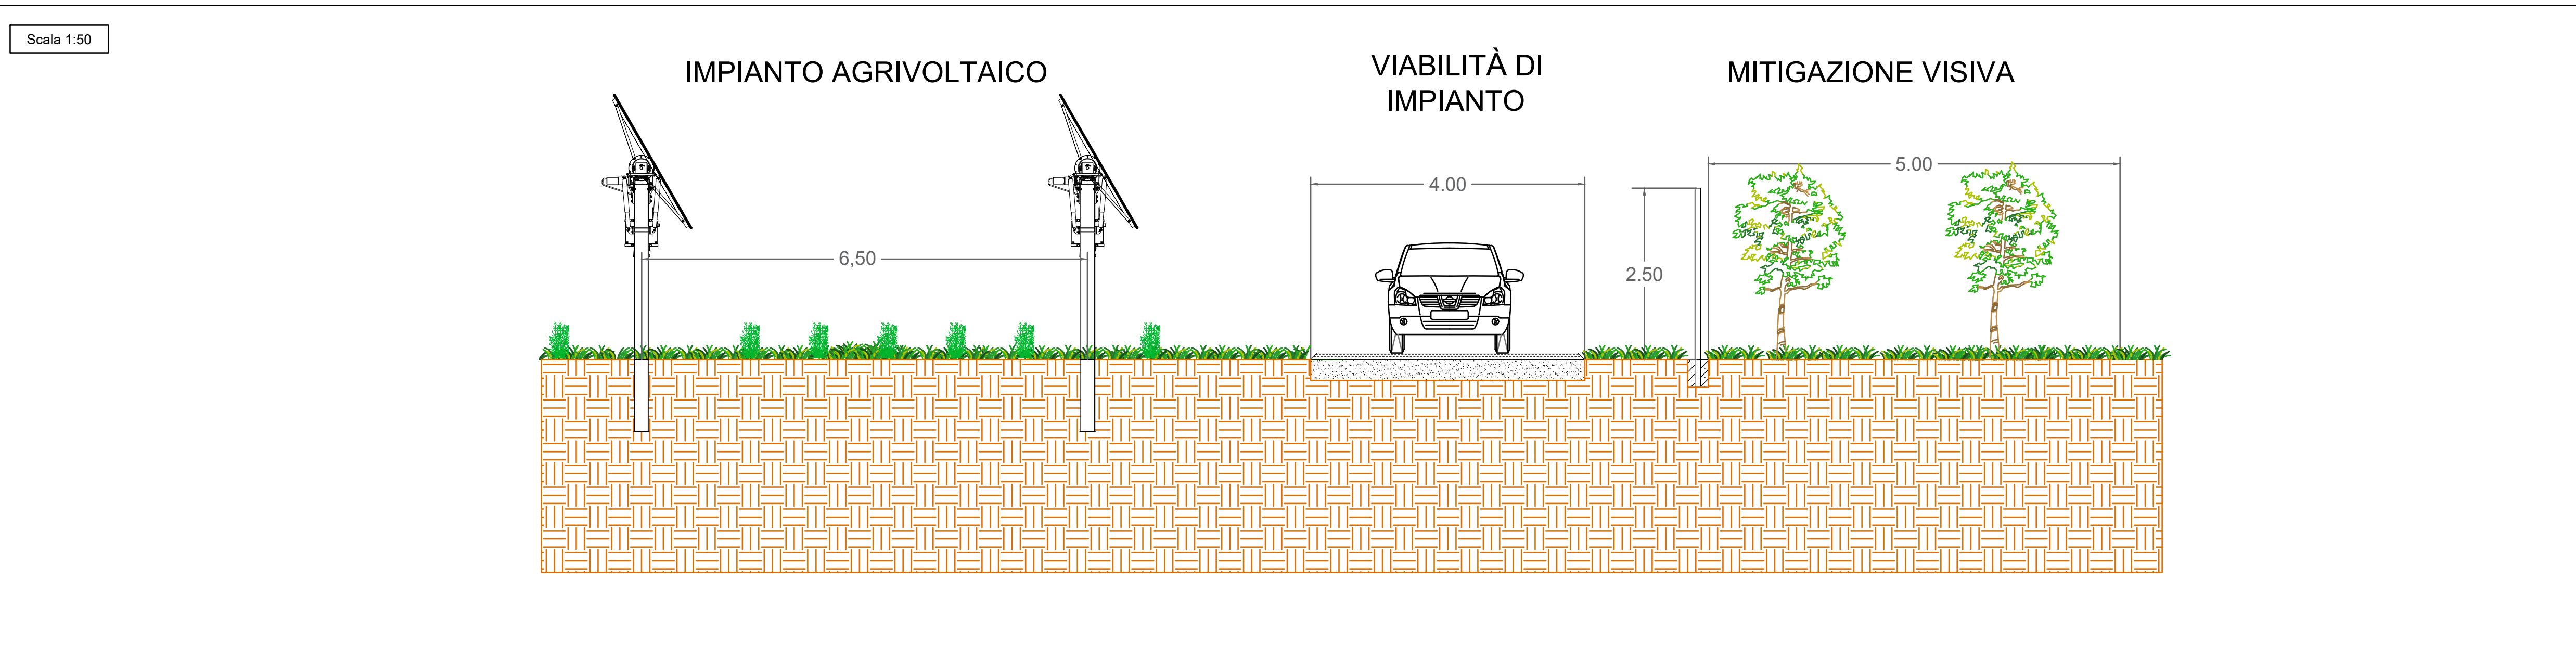 Scala 1:50
IMPIANTO AGRIVOLTAICO
VIABILITÀ DI
IMPIANTO
MITIGAZIONE VISIVA
6,50
4.00
2.50
5.00